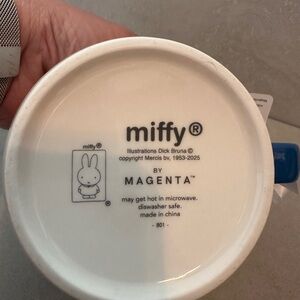 miffy®
miffy®
Illustrations Dick Bruna ©
copyright Mercis bv, 1953-2025
BY
MAGENTA™
®
may get hot in microwave.
diswasher safe.
made in china
- 801 -